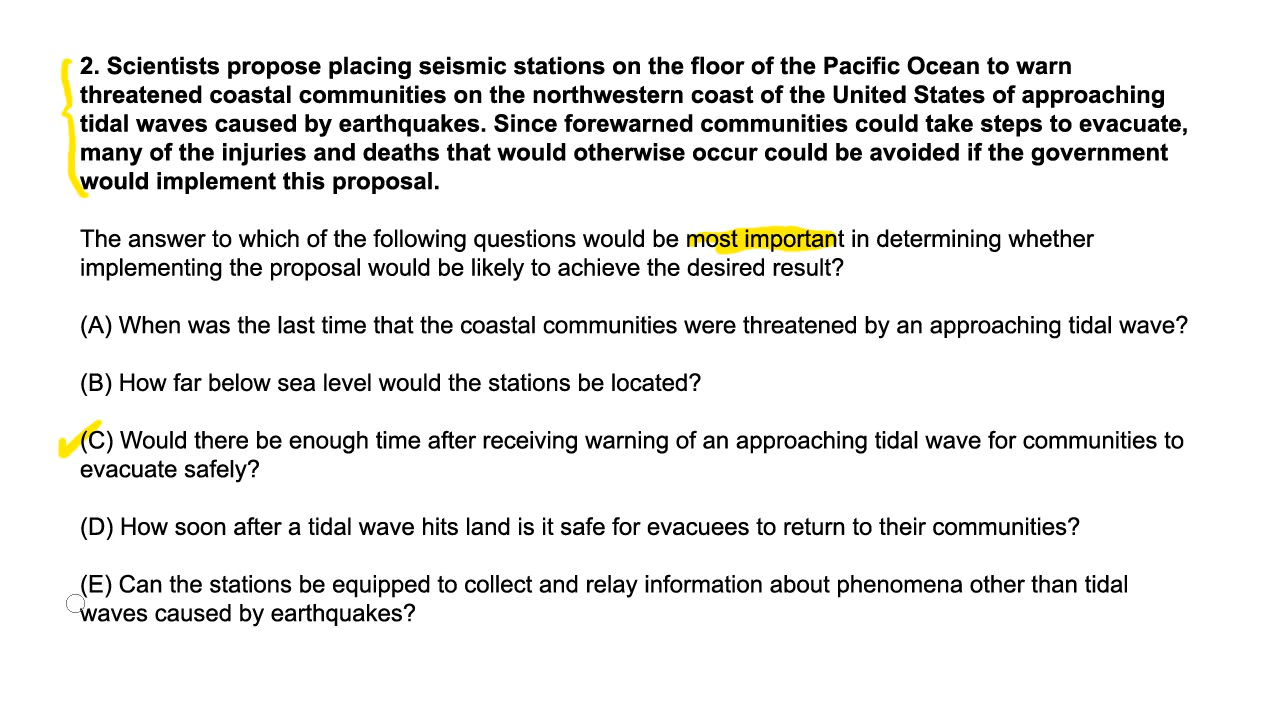 2. Scientists propose placing seismic stations on the floor of the Pacific Ocean to warn
threatened coastal communities on the northwestern coast of the United States of approaching
tidal waves caused by earthquakes. Since forewarned communities could take steps to evacuate,
many of the injuries and deaths that would otherwise occur could be avoided if the government
would implement this proposal.
The answer to which of the following questions would be most important in determining whether
implementing the proposal would be likely to achieve the desired result?
(A) When was the last time that the coastal communities were threatened by an approaching tidal wave?
(B) How far below sea level would the stations be located?
(C) Would there be enough time after receiving warning of an approaching tidal wave for communities to
evacuate safely?
(D) How soon after a tidal wave hits land is it safe for evacuees to return to their communities?
(E) Can the stations be equipped to collect and relay information about phenomena other than tidal
waves caused by earthquakes?